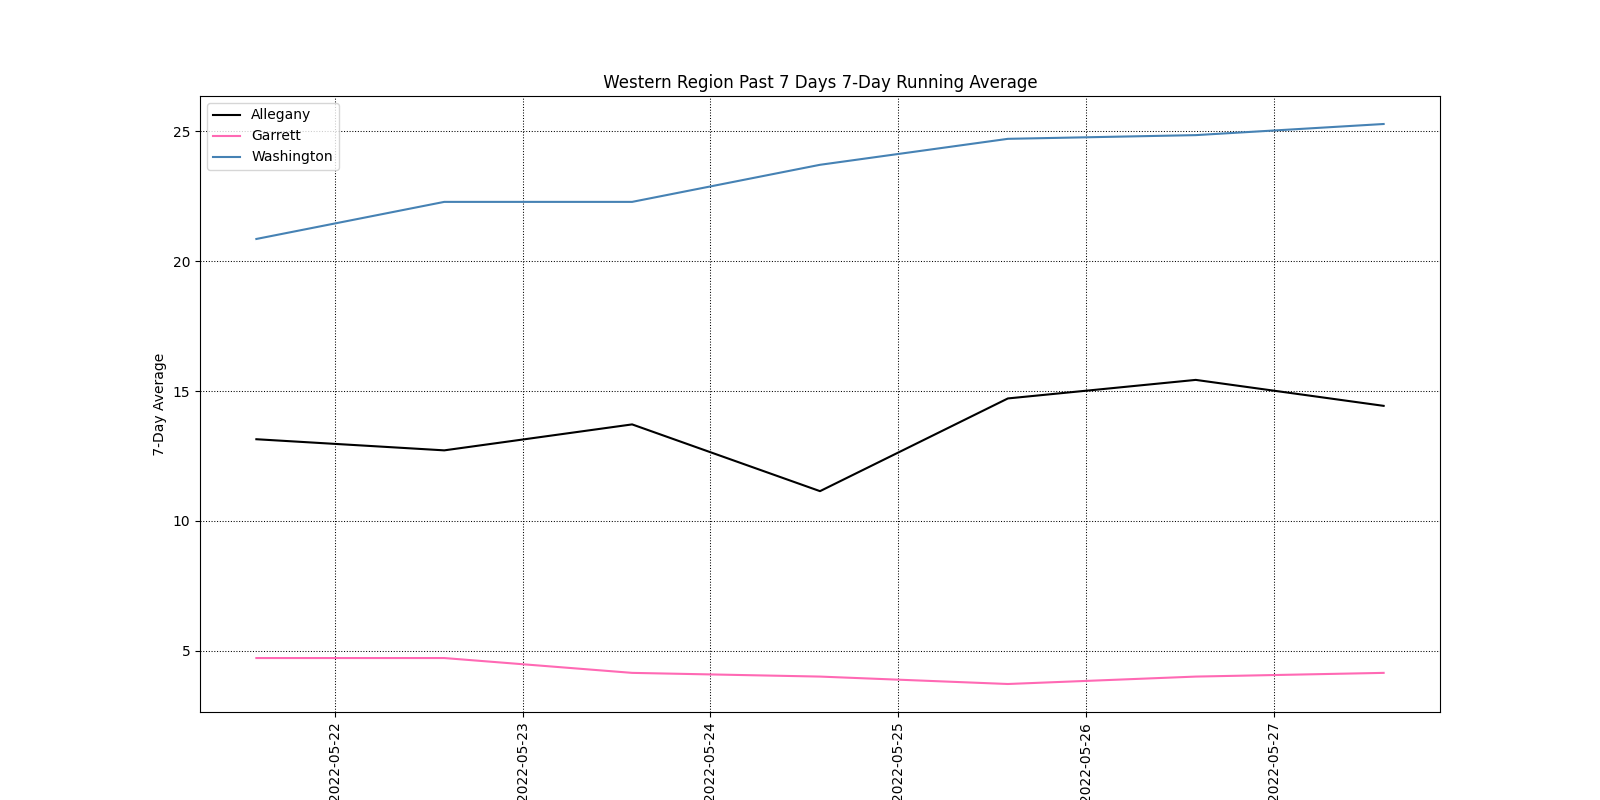 Western Region Past 7 Days 7-Day Running Average
Allegany
Garrett
Washington
25
20
15
10
5
7-Day Average
2022-05-22
2022-05-23
2022-05-24
2022-05-25
2022-05-26
2022-05-27